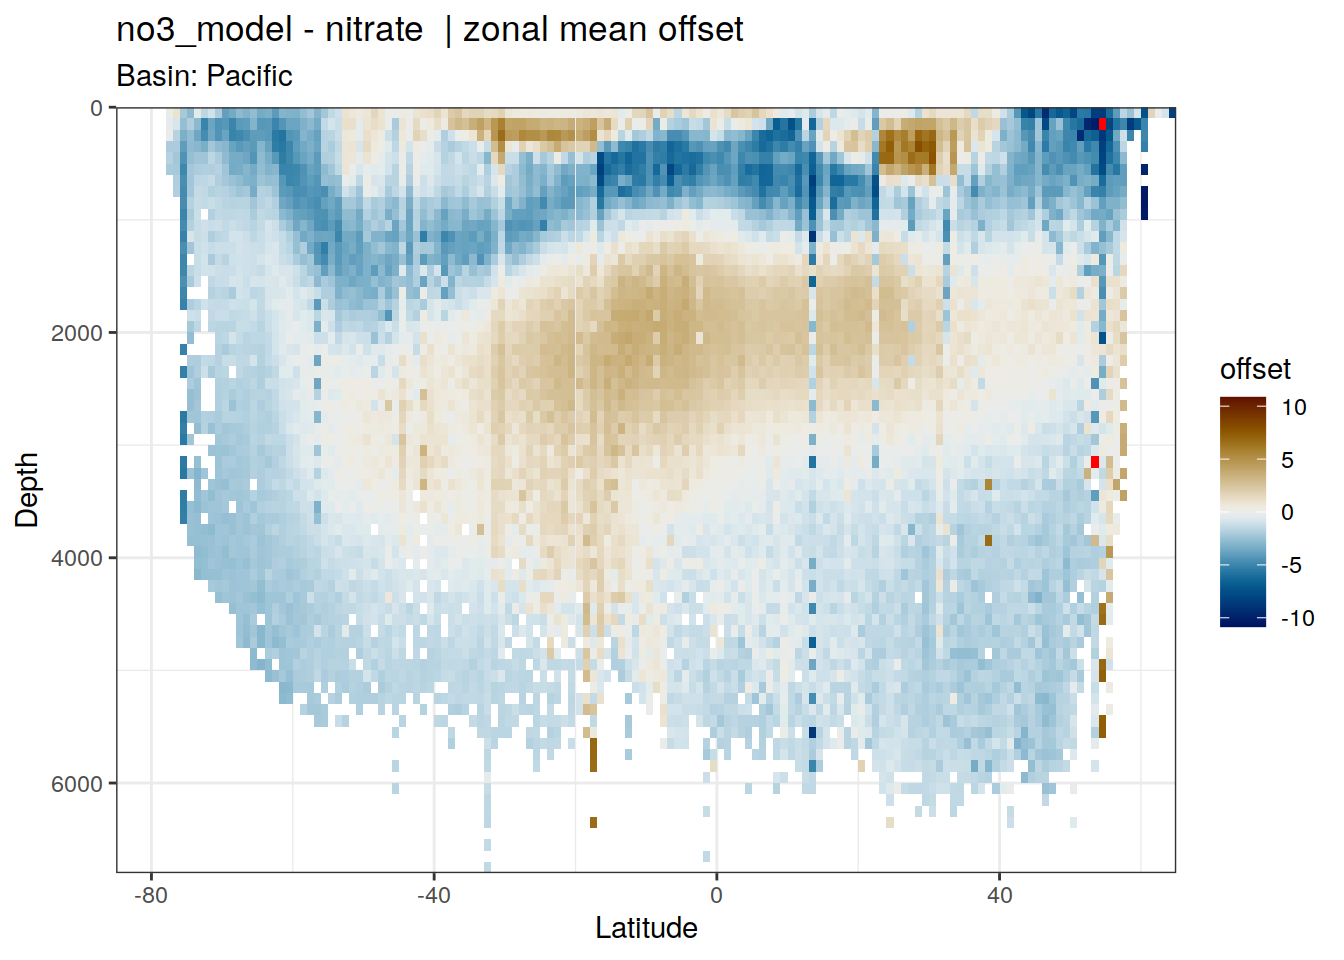 no3_model - nitrate  | zonal mean offset
Basin: Pacific
0
2000
4000
6000
Depth
-80
-40
0
40
Latitude
offset
10
5
0
-5
-10